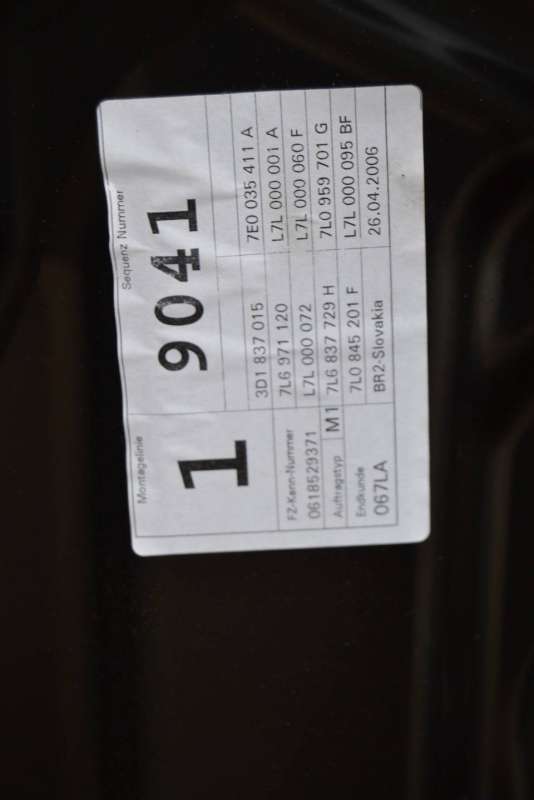 Montagelinie Sequenz Nummer
1 9041
3D1 837 015 7E0 035 411 A
FZ-Kenn-Nummer 7L6 971 120 L7L 000 001 A
0618529371 L7L 000 072 L7L 000 060 F
Auftragstyp M1 7L6 837 729 H 7L0 959 701 G
Endkunde 7L0 845 201 F L7L 000 095 BF
067LA BR2-Slovakia 26.04.2006